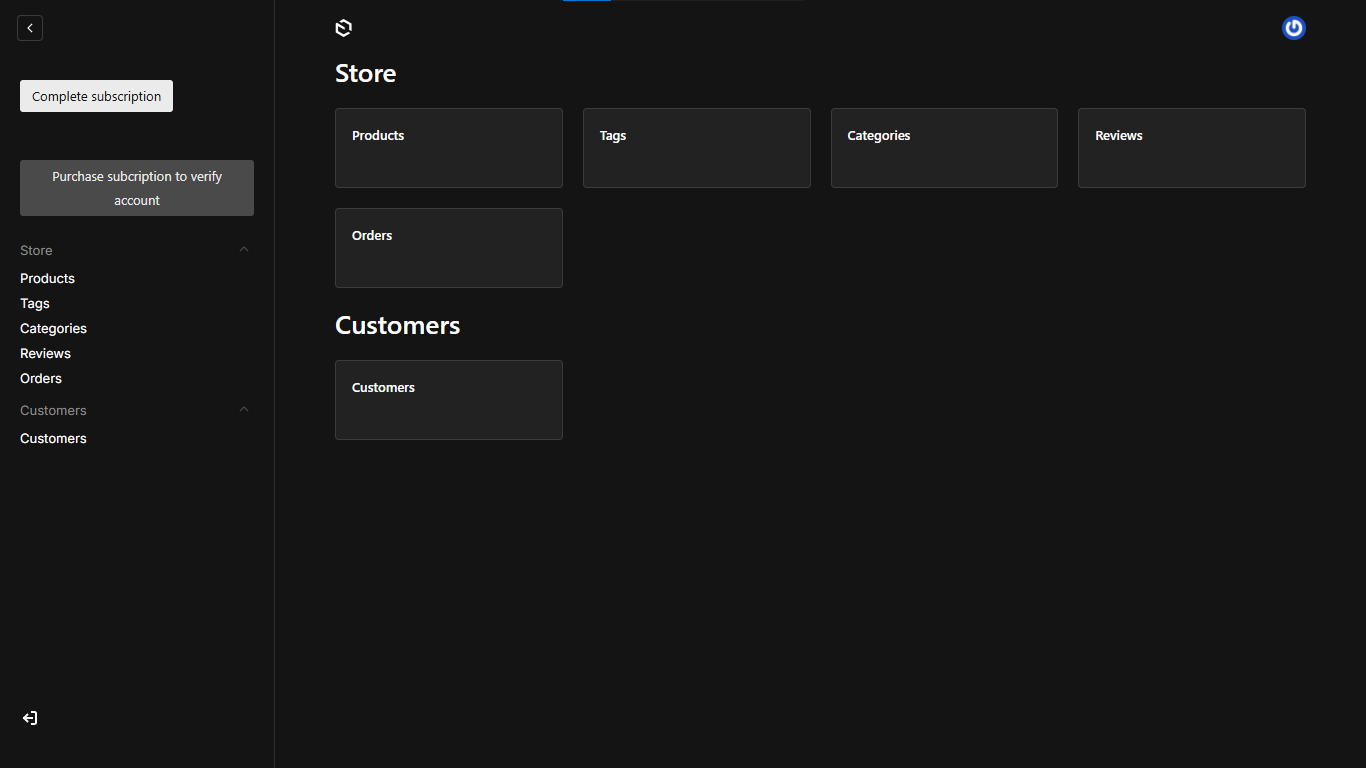 Complete subscription
Purchase subcription to verify
account
Store
Products
Tags
Categories
Reviews
Orders
Customers
Customers
Store
Products
Tags
Categories
Reviews
Orders
Customers
Customers